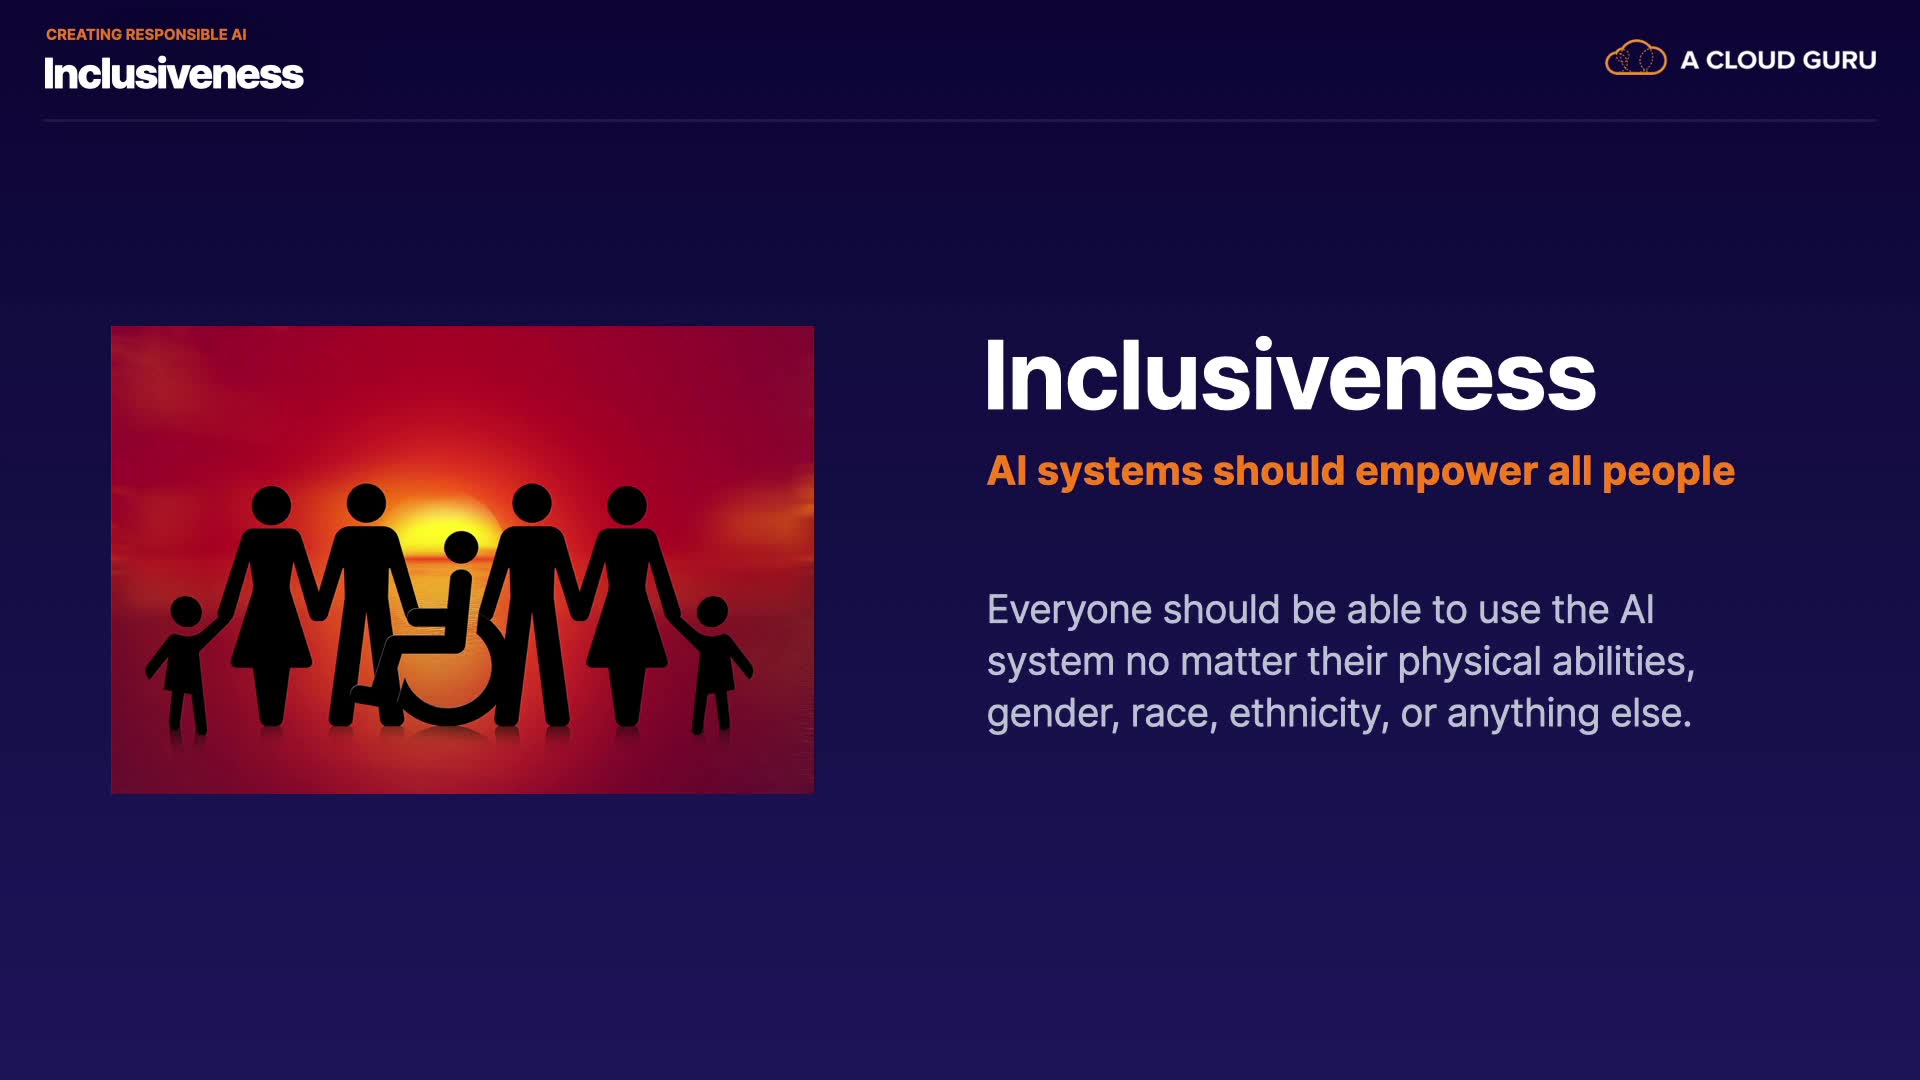 CREATING RESPONSIBLE AI
Inclusiveness
A CLOUD GURU
Inclusiveness
AI systems should empower all people
Everyone should be able to use the AI
system no matter their physical abilities,
gender, race, ethnicity, or anything else.